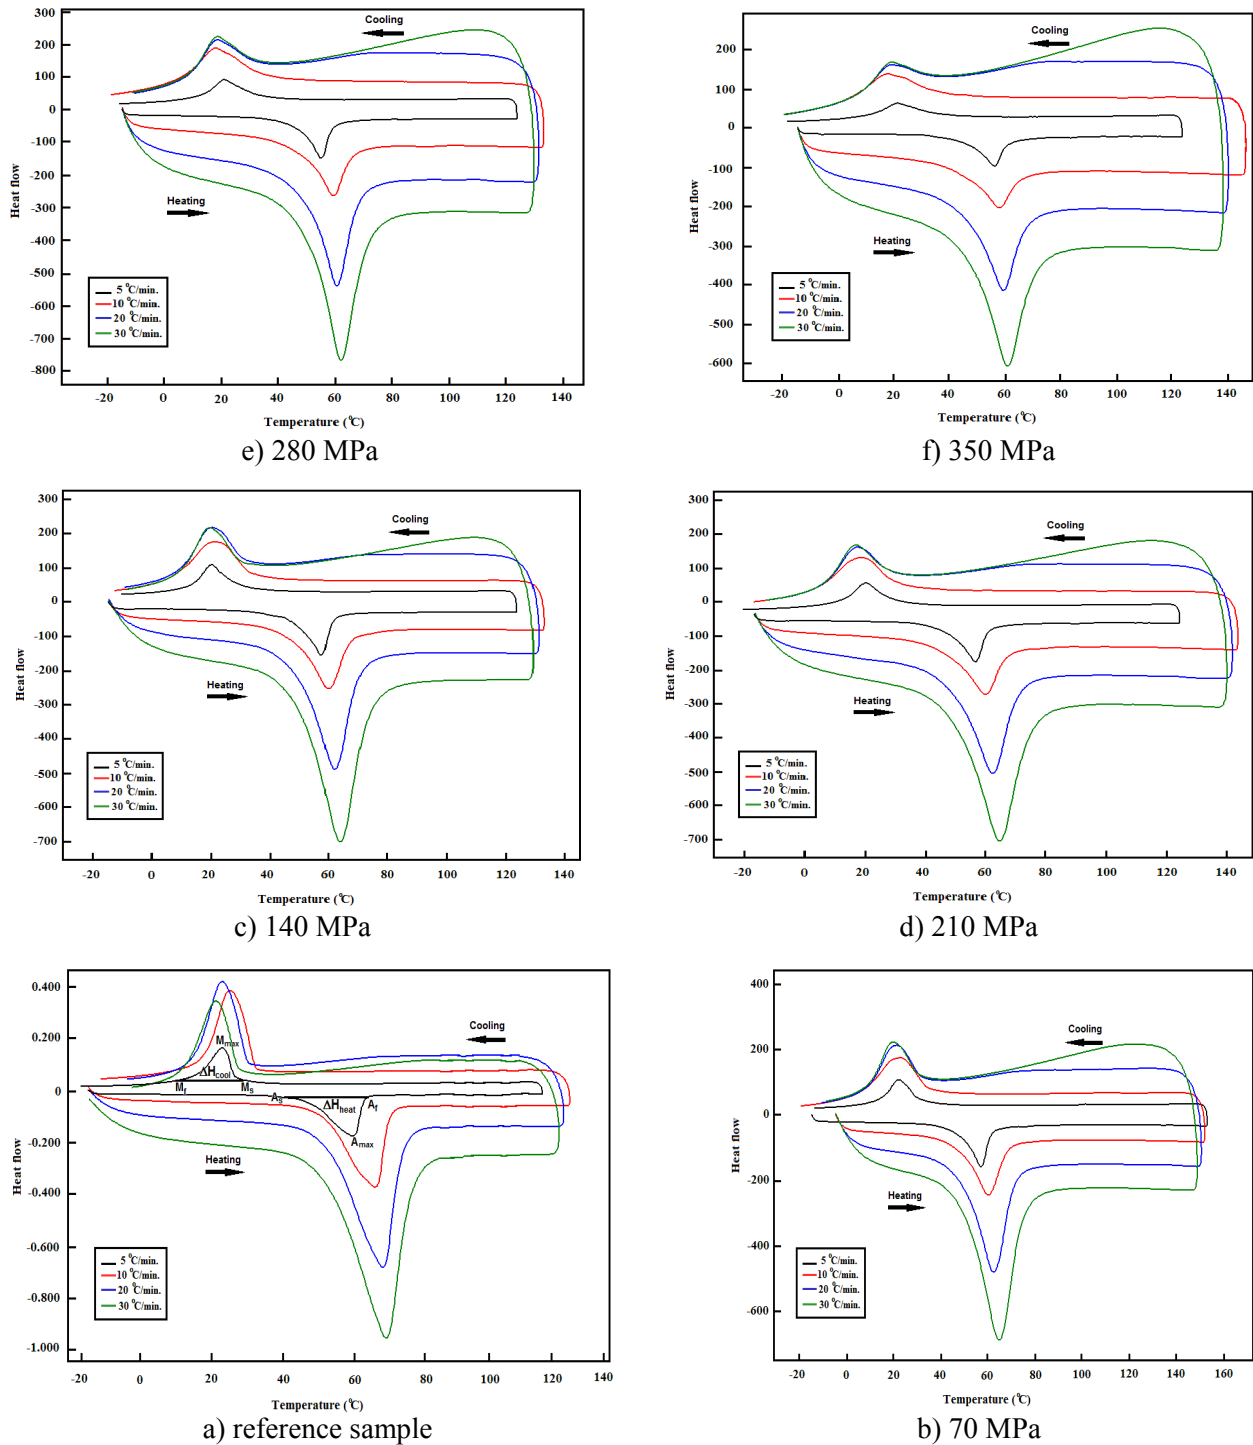 300
200
100
0
-100
-200
-300
-400
-500
-600
-700
-800
Heat flow
Cooling
Heating
5 °C/min.
10 °C/min.
20 °C/min.
30 °C/min.
-20 0 20 40 60 80 100 120 140
Temperature (°C)
e) 280 MPa
300
200
100
0
-100
-200
-300
-400
-500
-600
Heat flow
Cooling
Heating
5 °C/min.
10 °C/min.
20 °C/min.
30 °C/min.
-20 0 20 40 60 80 100 120 140
Temperature (°C)
f) 350 MPa
300
200
100
0
-100
-200
-300
-400
-500
-600
-700
Heat flow
Cooling
Heating
5 °C/min.
10 °C/min.
20 °C/min.
30 °C/min.
-20 0 20 40 60 80 100 120 140
Temperature (°C)
c) 140 MPa
300
200
100
0
-100
-200
-300
-400
-500
-600
-700
Heat flow
Cooling
Heating
5 °C/min.
10 °C/min.
20 °C/min.
30 °C/min.
-20 0 20 40 60 80 100 120 140
Temperature (°C)
d) 210 MPa
0.400
0.200
0
-0.200
-0.400
-0.600
-0.800
-1.000
Heat flow
Cooling
Mmax
ΔHcool
Mf Ms
As Af
ΔHheat
Amax
Heating
5 °C/min.
10 °C/min.
20 °C/min.
30 °C/min.
-20 0 20 40 60 80 100 120 140
Temperature (°C)
a) reference sample
400
200
0
-200
-400
-600
Heat flow
Cooling
Heating
5 °C/min.
10 °C/min.
20 °C/min.
30 °C/min.
-20 0 20 40 60 80 100 120 140 160
Temperature (°C)
b) 70 MPa